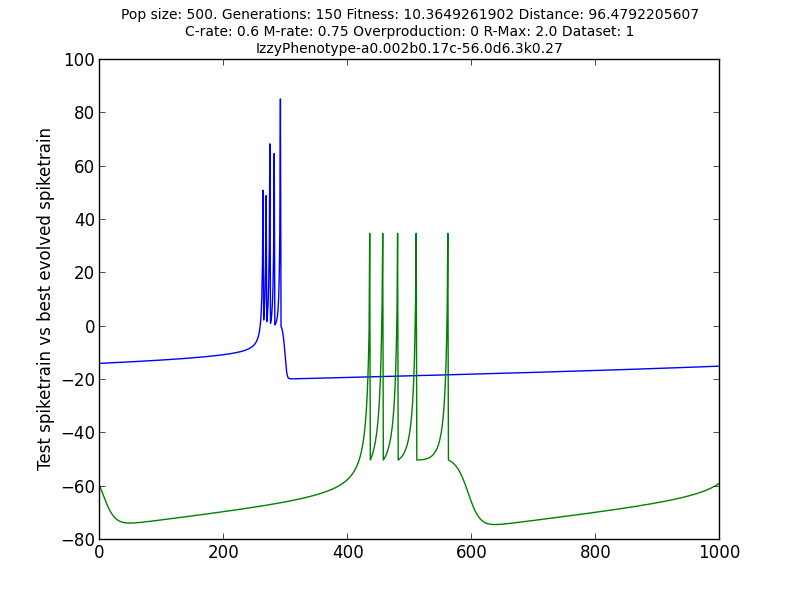 Pop size: 500. Generations: 150 Fitness: 10.3649261902 Distance: 96.4792205607
C-rate: 0.6 M-rate: 0.75 Overproduction: 0 R-Max: 2.0 Dataset: 1
IzzyPhenotype-a0.002b0.17c-56.0d6.3k0.27
Test spiketrain vs best evolved spiketrain
100
80
60
40
20
0
−20
−40
−60
−80
0 200 400 600 800 1000